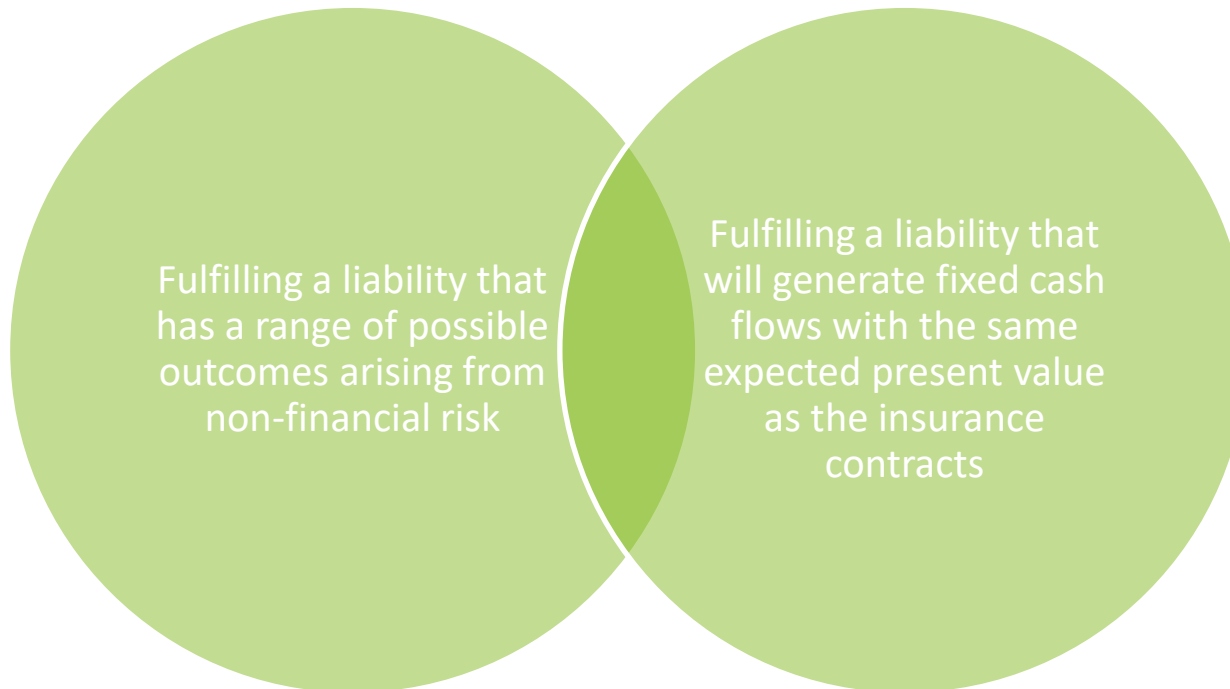 Fulfilling a liability that
has a range of possible
outcomes arising from
non-financial risk
Fulfilling a liability that
will generate fixed cash
flows with the same
expected present value
as the insurance
contracts